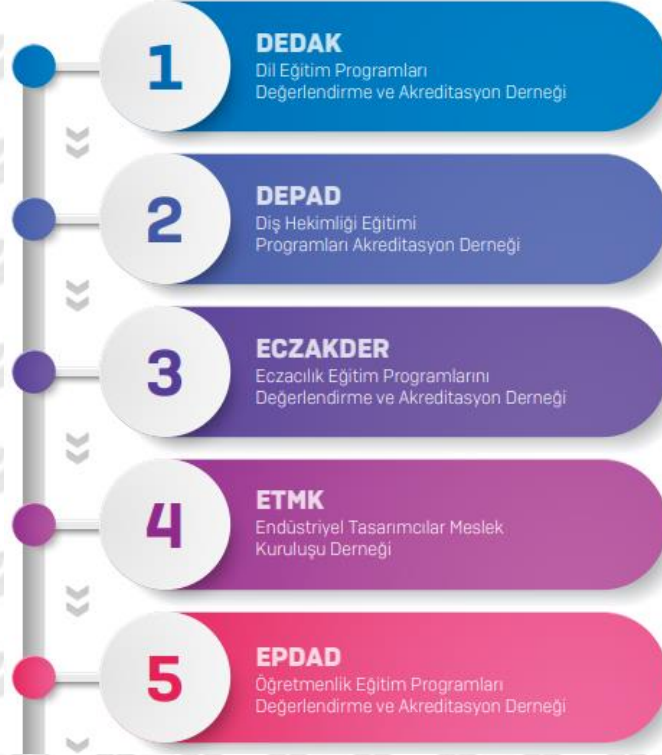 1
DEDAK
Dil Eğitim Programları
Değerlendirme ve Akreditasyon Derneği
2
DEPAD
Diş Hekimliği Eğitimi
Programları Akreditasyon Derneği
3
ECZAKDER
Eczacılık Eğitim Programlarını
Değerlendirme ve Akreditasyon Derneği
4
ETMK
Endüstriyel Tasarımcılar Meslek
Kuruluşu Derneği
5
EPDAD
Öğretmenlik Eğitim Programları
Değerlendirme ve Akreditasyon Derneği